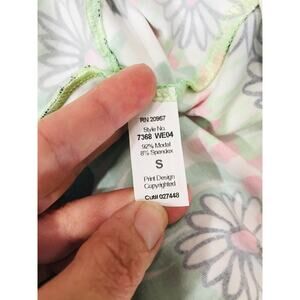 RN 20967
Style No.
7368 WE04
92% Modal
8% Spandex
S
Print Design
Copyrighted
Cut# 027448